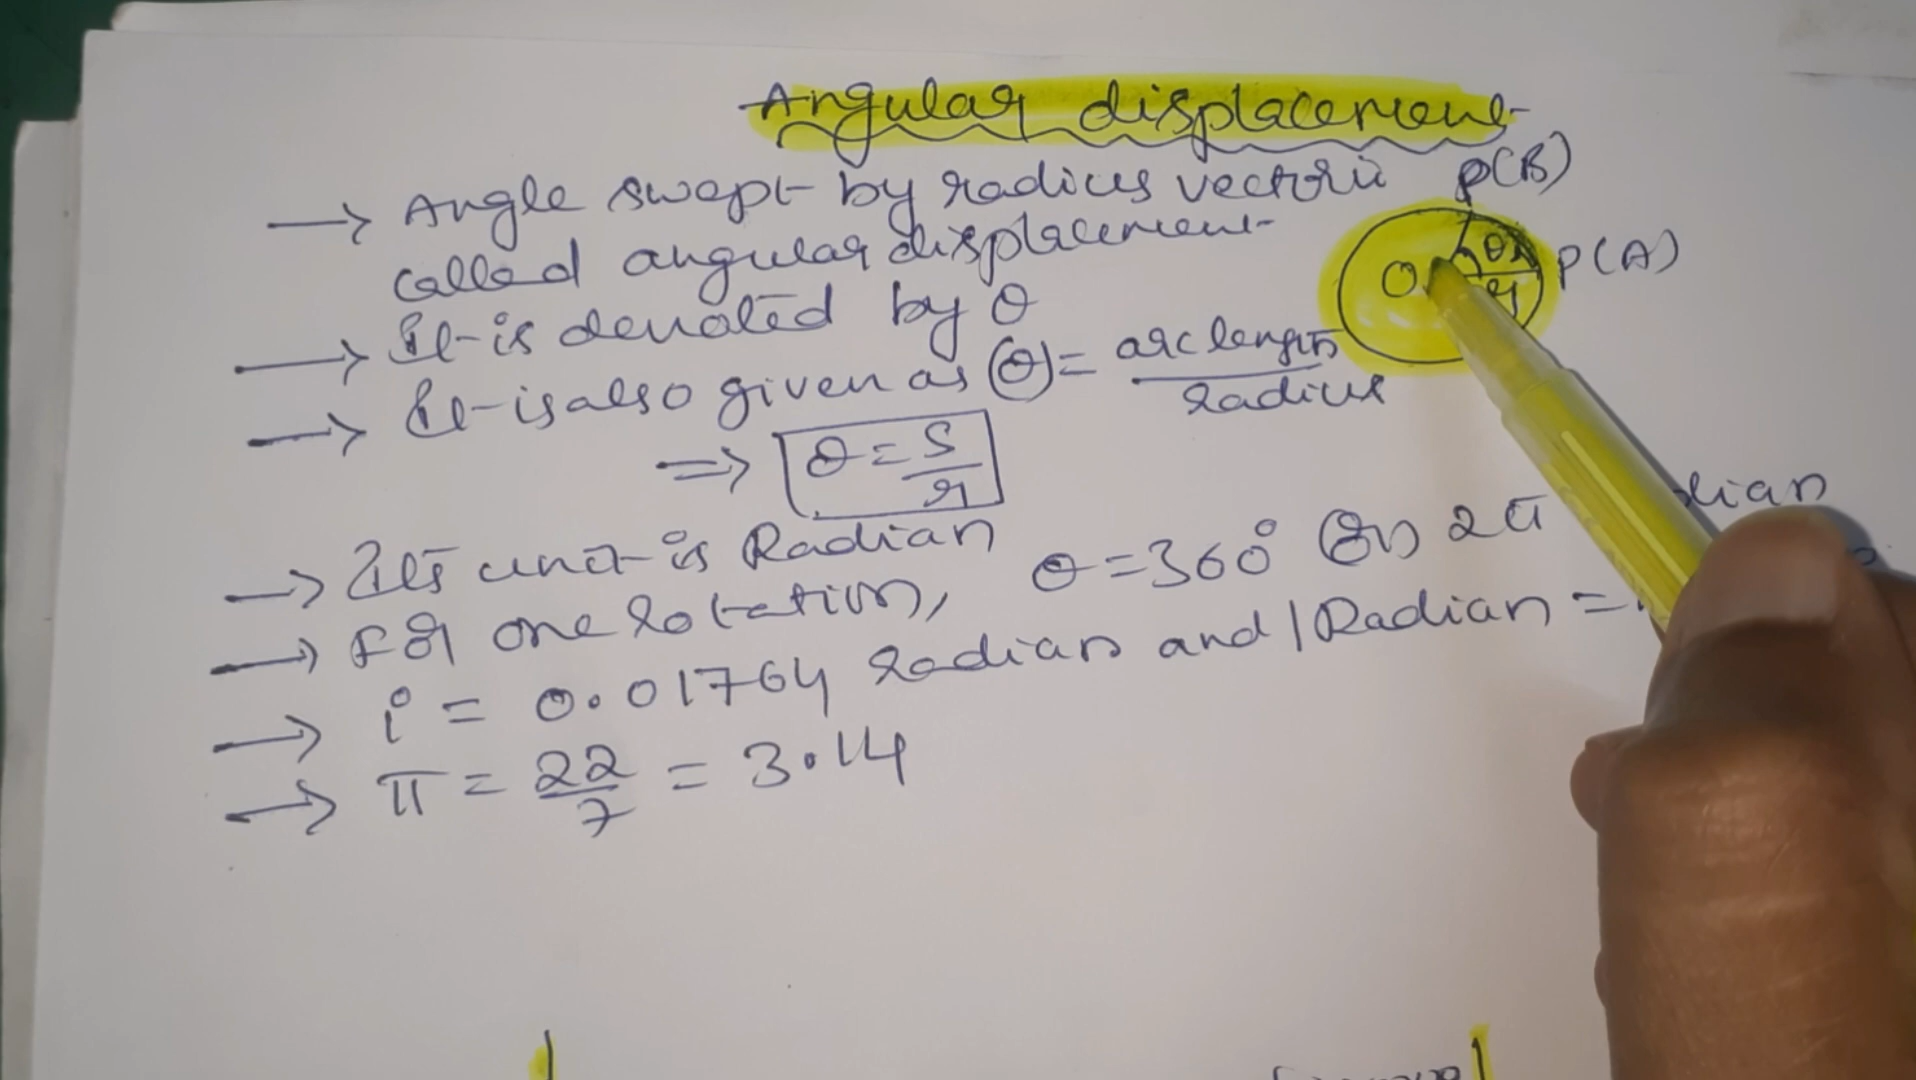 Angular displacement
→ Angle swept by radius vector is
called angular displacement
P(B)
P(A)
O
θ
r
→ It is denoted by θ
→ It is also given as (θ) = arc length / radius
⇒ θ = S / r
→ Its unit is Radian
→ For one rotation, θ = 360° (or) 2π
→ 1° = 0.01764 radian and 1 Radian =
→ π = 22/7 = 3.14